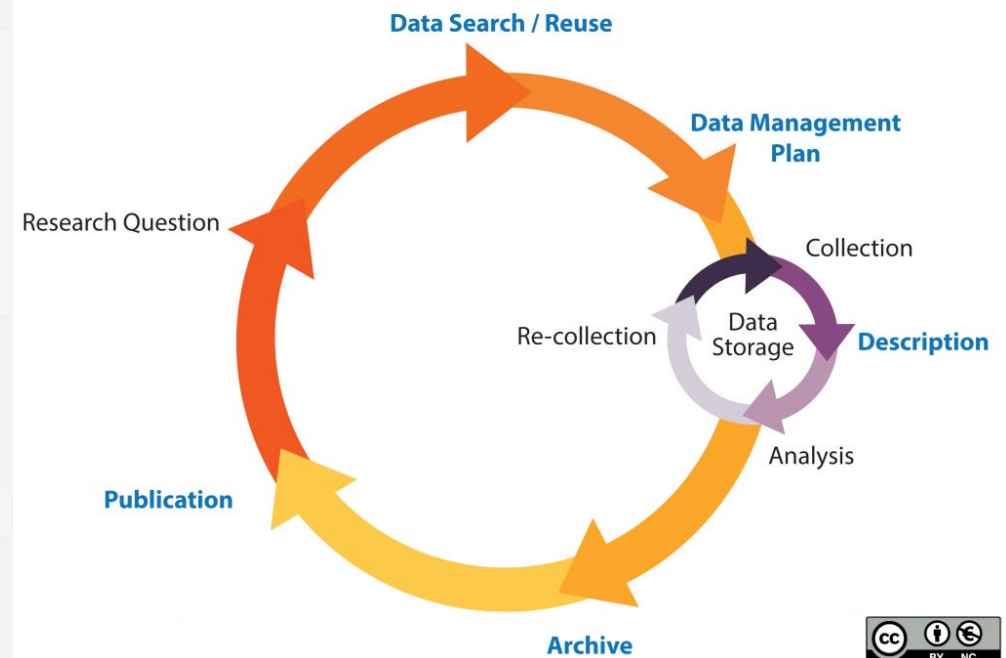 Data Search / Reuse
Data Management
Plan
Research Question
Collection
Re-collection
Data
Storage
Description
Analysis
Publication
Archive
cc
BY NC